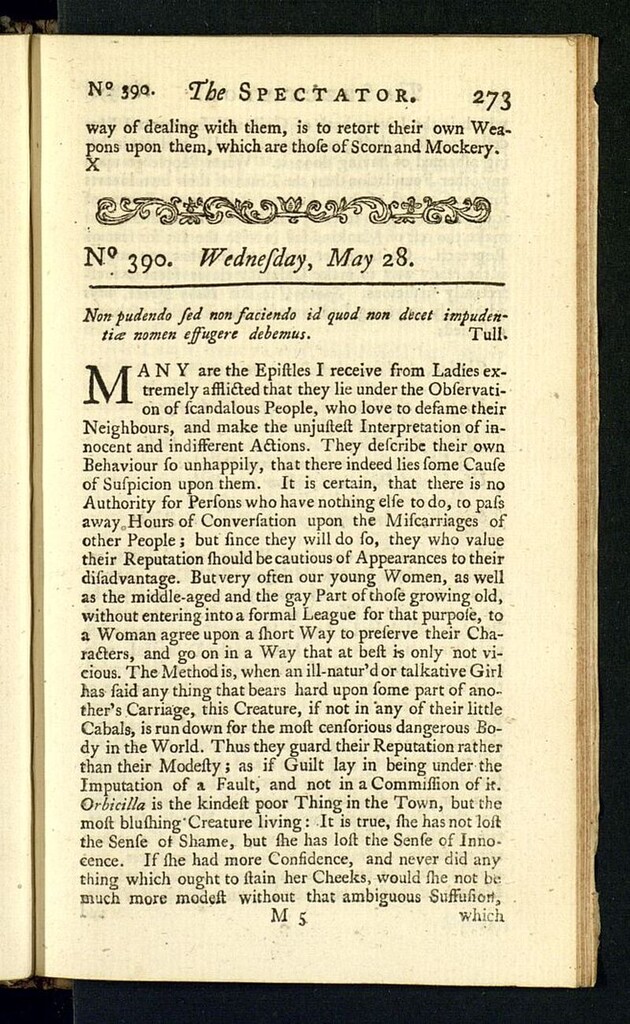 Nº 390. The SPECTATOR. 273
way of dealing with them, is to retort their own Wea-
pons upon them, which are thoſe of Scorn and Mockery.
X
Nº 390. Wedneſday, May 28.
Non pudendo ſed non faciendo id quod non decet impuden-
tiæ nomen effugere debemus. Tull.
MANY are the Epiſtles I receive from Ladies ex-
tremely afflicted that they lie under the Obſervati-
on of ſcandalous People, who love to defame their
Neighbours, and make the unjuſteſt Interpretation of in-
nocent and indifferent Actions. They deſcribe their own
Behaviour ſo unhappily, that there indeed lies ſome Cauſe
of Suſpicion upon them. It is certain, that there is no
Authority for Perſons who have nothing elſe to do, to paſs
away Hours of Converſation upon the Miſcarriages of
other People; but ſince they will do ſo, they who value
their Reputation ſhould be cautious of Appearances to their
diſadvantage. But very often our young Women, as well
as the middle-aged and the gay Part of thoſe growing old,
without entering into a formal League for that purpoſe, to
a Woman agree upon a ſhort Way to preſerve their Cha-
racters, and go on in a Way that at beſt is only not vi-
cious. The Method is, when an ill-natur'd or talkative Girl
has ſaid any thing that bears hard upon ſome part of ano-
ther's Carriage, this Creature, if not in any of their little
Cabals, is run down for the moſt cenſorious dangerous Bo-
dy in the World. Thus they guard their Reputation rather
than their Modeſty; as if Guilt lay in being under the
Imputation of a Fault, and not in a Commiſſion of it.
Orbicilla is the kindeſt poor Thing in the Town, but the
moſt bluſhing Creature living: It is true, ſhe has not loſt
the Senſe of Shame, but ſhe has loſt the Senſe of Inno-
cence. If ſhe had more Confidence, and never did any
thing which ought to ſtain her Cheeks, would ſhe not be
much more modeſt without that ambiguous Suffuſion,
M 5 which